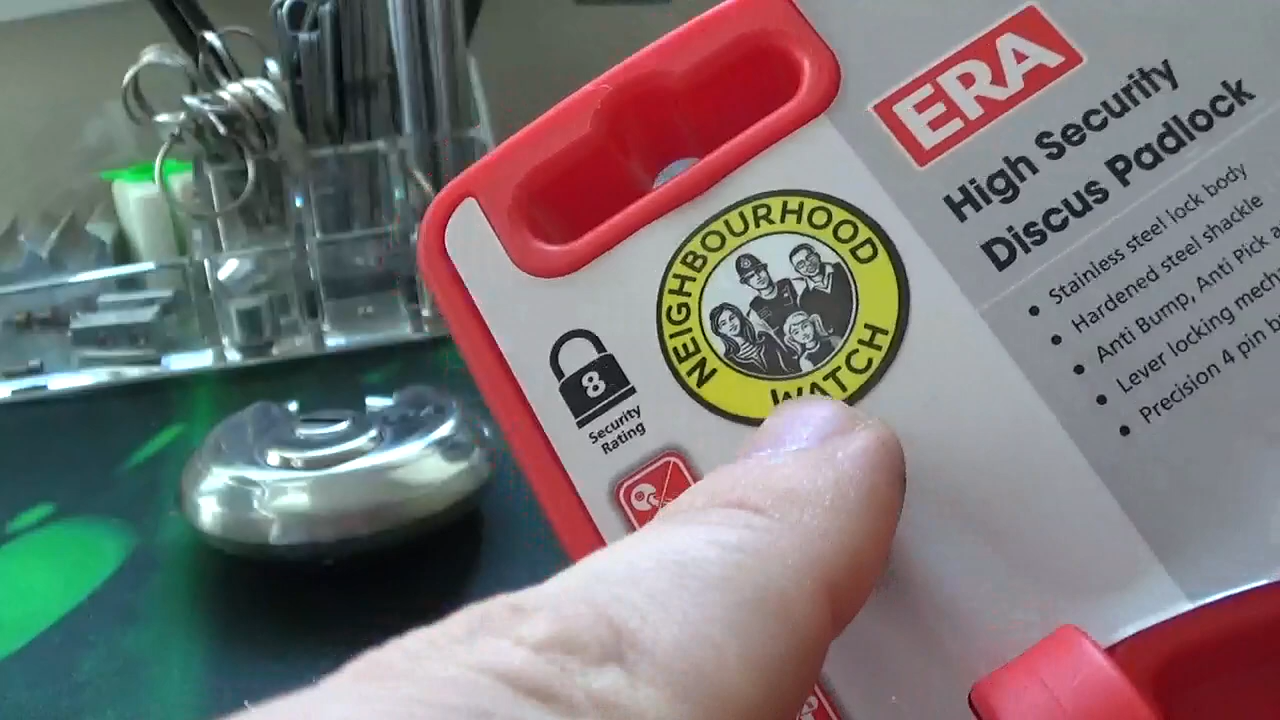 ERA
High Security
Discus Padlock
Stainless steel lock body
Hardened steel shackle
Anti Bump, Anti Pick
Lever locking
Precision 4 pin
NEIGHBOURHOOD
WATCH
8
Security
Rating